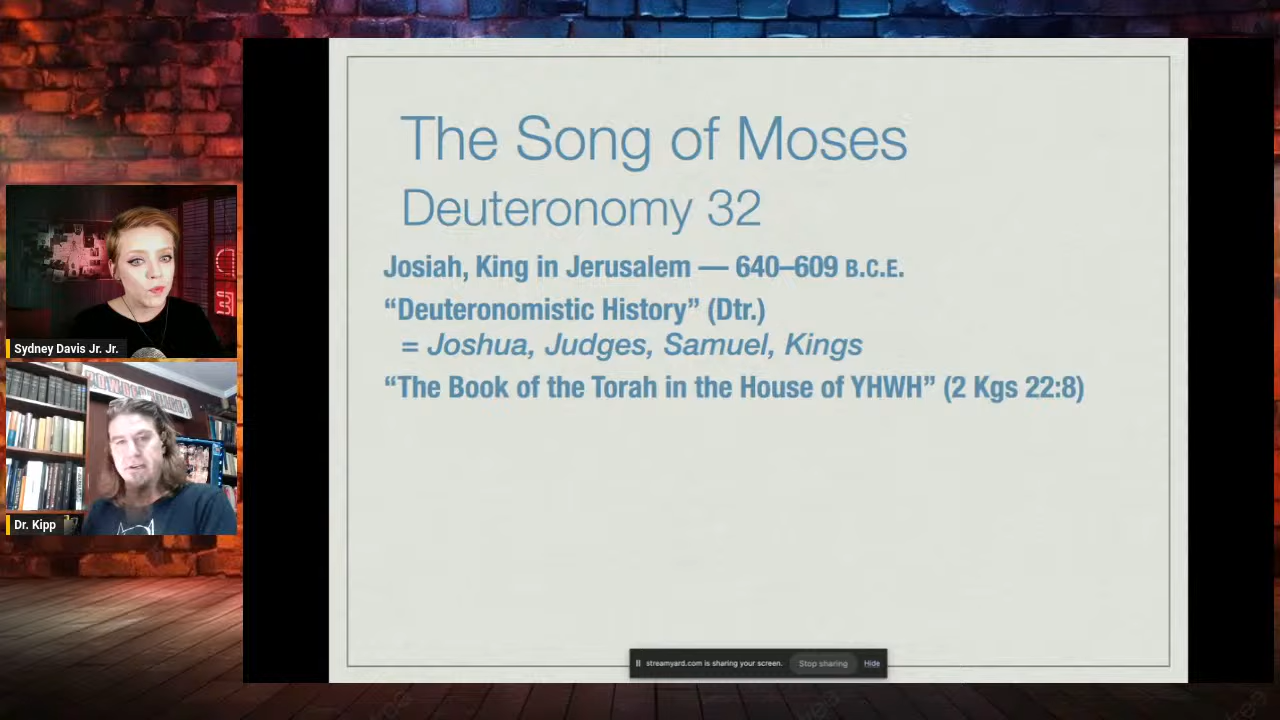 The Song of Moses
Deuteronomy 32
Josiah, King in Jerusalem — 640–609 B.C.E.
“Deuteronomistic History” (Dtr.)
= Joshua, Judges, Samuel, Kings
“The Book of the Torah in the House of YHWH” (2 Kgs 22:8)
Sydney Davis Jr. Jr.
Dr. Kipp
streamyard.com is sharing your screen.
Stop sharing
Hide